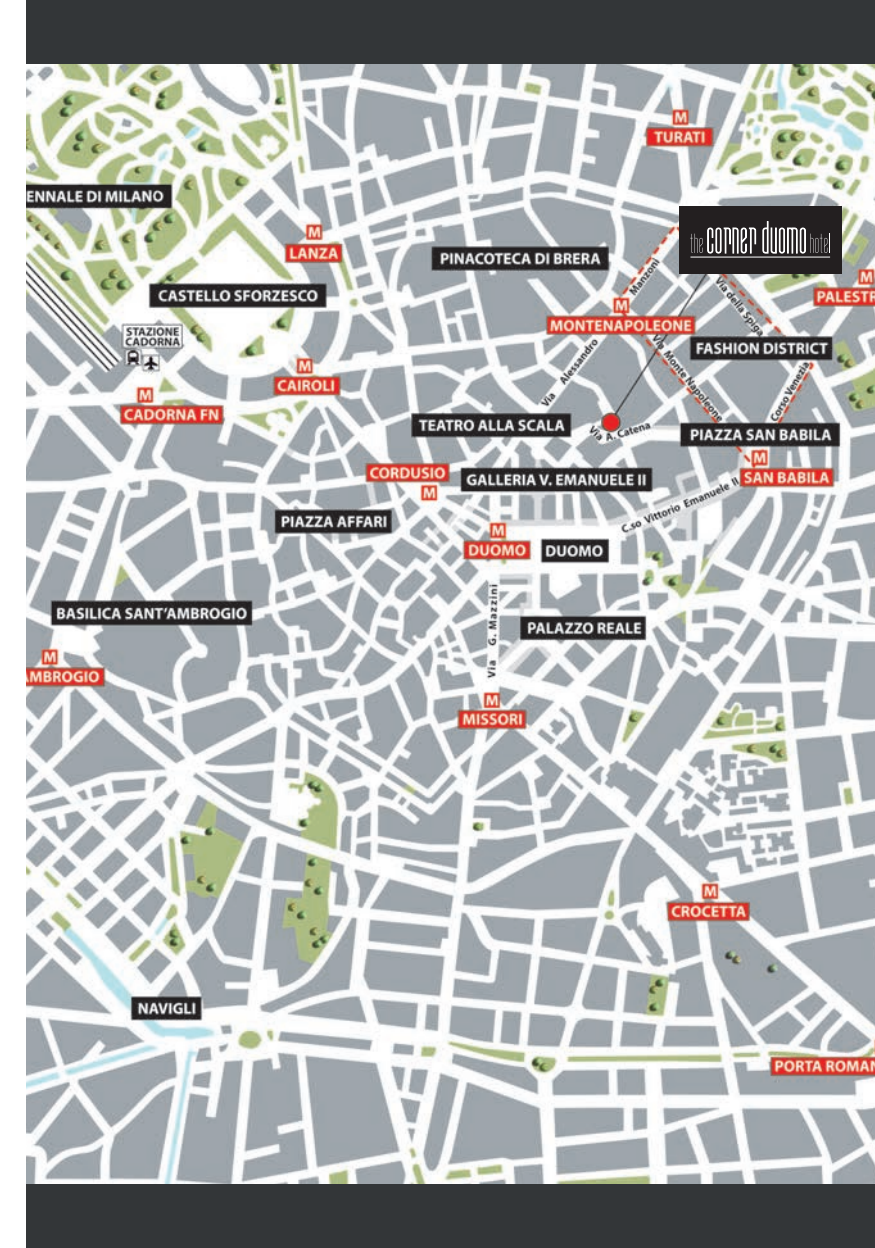 M
TURATI
ENNALE DI MILANO
the corner duomo hotel
M
LANZA
PINACOTECA DI BRERA
Manzoni
M
PALESTR
Via della Spiga
CASTELLO SFORZESCO
M
MONTENAPOLEONE
STAZIONE
CADORNA
Via Alessandro
Via Monte Napoleone
FASHION DISTRICT
M
CAIROLI
Corso Venezia
M
CADORNA FN
TEATRO ALLA SCALA
Via A. Catena
PIAZZA SAN BABILA
M
SAN BABILA
CORDUSIO
M
GALLERIA V. EMANUELE II
C.so Vittorio Emanuele II
PIAZZA AFFARI
M
DUOMO
DUOMO
Via G. Mazzini
BASILICA SANT'AMBROGIO
PALAZZO REALE
M
AMBROGIO
M
MISSORI
M
CROCETTA
NAVIGLI
PORTA ROMAN